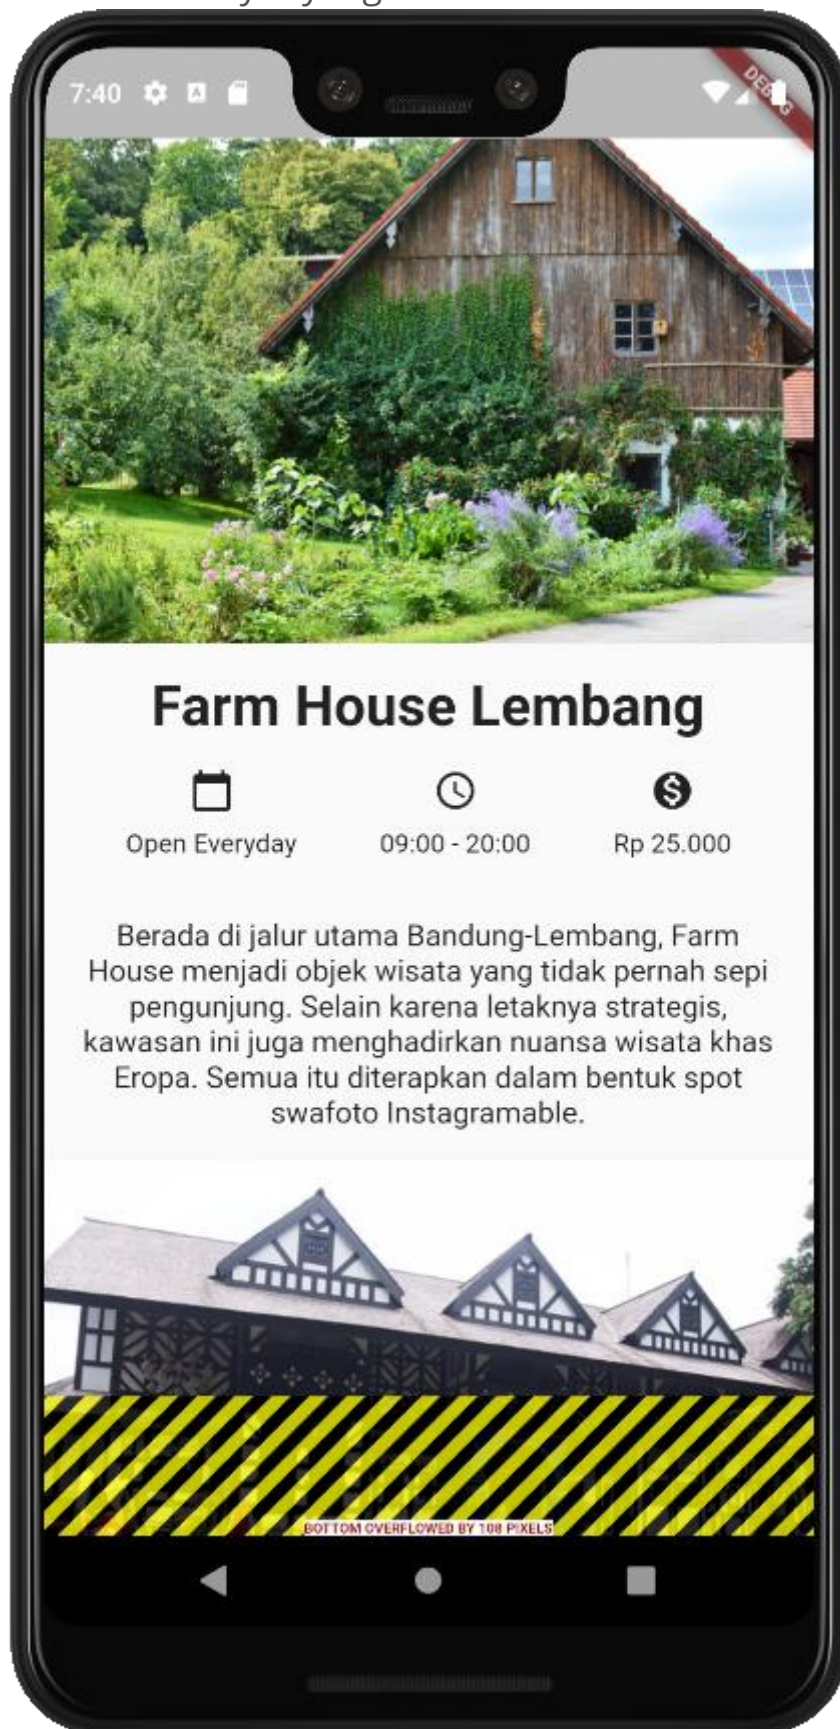 7:40
DEBUG
Farm House Lembang
Open Everyday
09:00 - 20:00
Rp 25.000
Berada di jalur utama Bandung-Lembang, Farm
House menjadi objek wisata yang tidak pernah sepi
pengunjung. Selain karena letaknya strategis,
kawasan ini juga menghadirkan nuansa wisata khas
Eropa. Semua itu diterapkan dalam bentuk spot
swafoto Instagramable.
BOTTOM OVERFLOWED BY 108 PIXELS